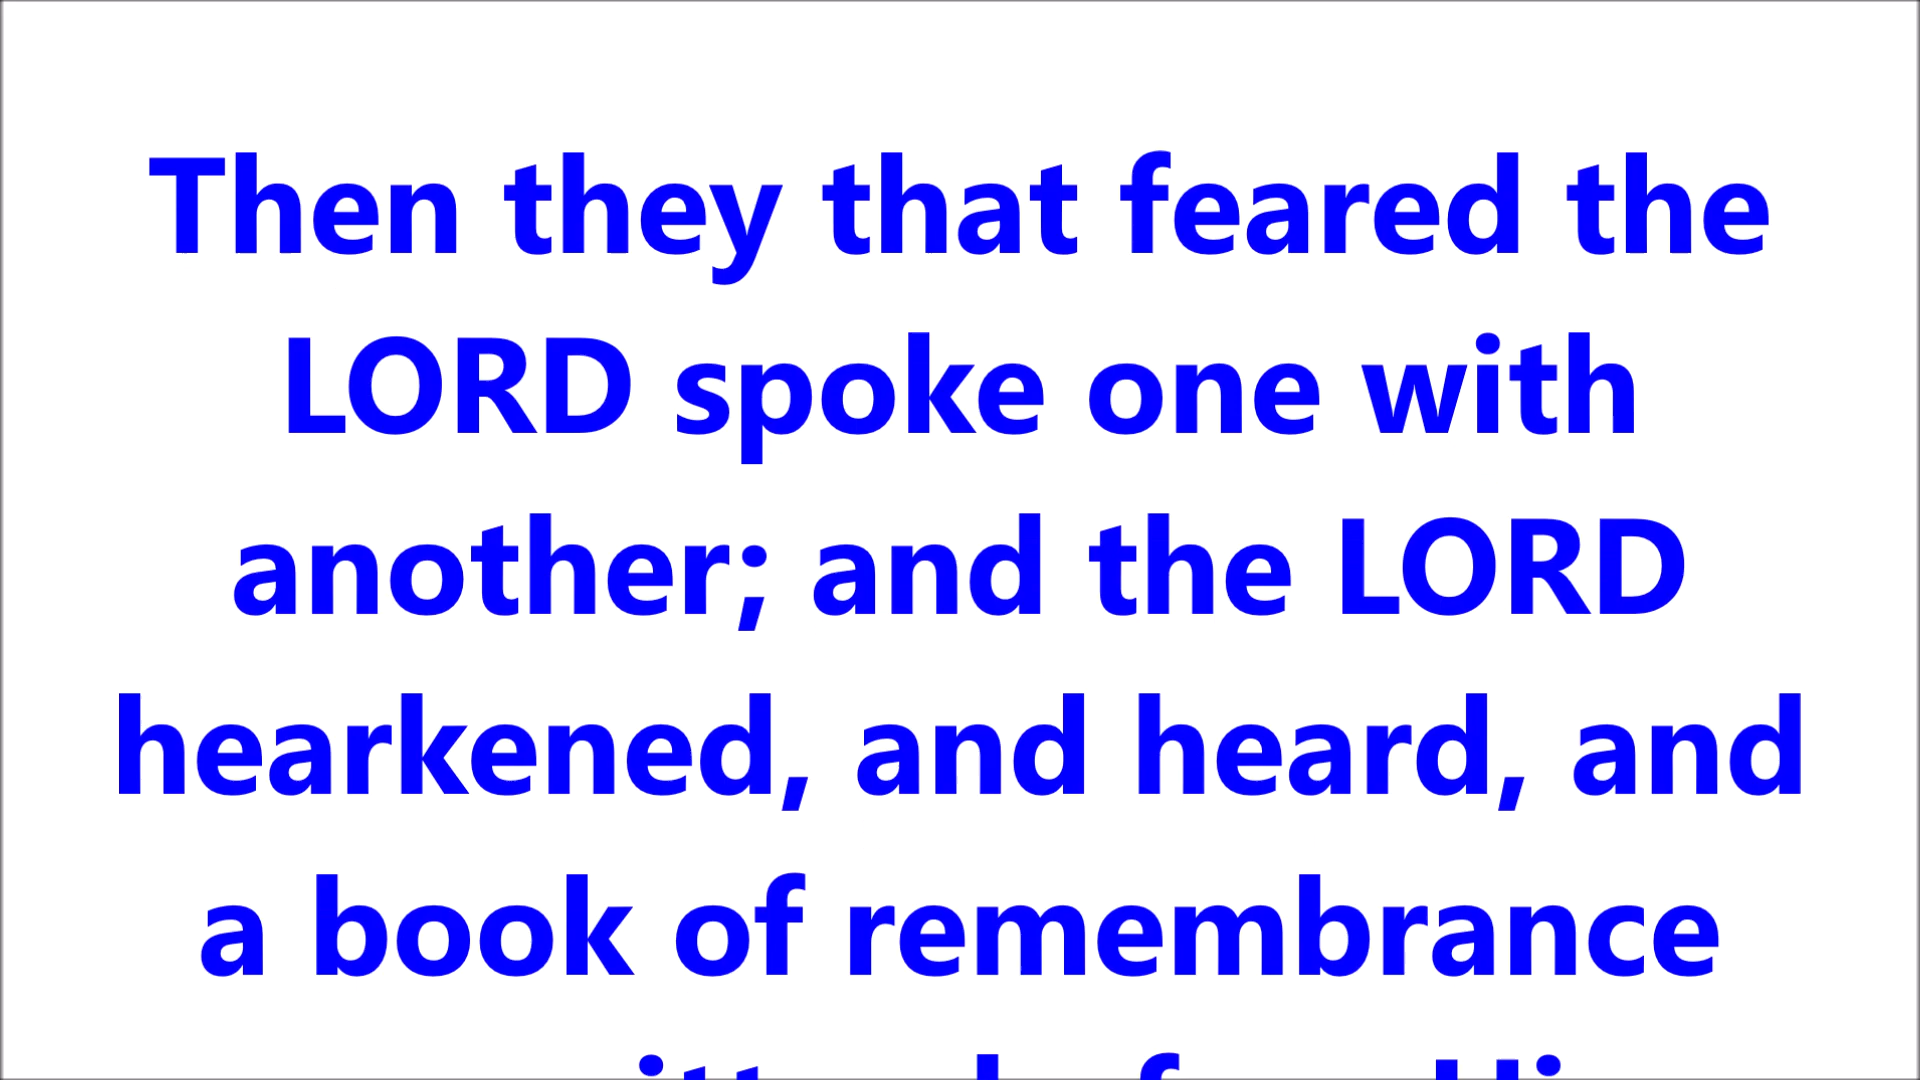 Then they that feared the
LORD spoke one with
another; and the LORD
hearkened, and heard, and
a book of remembrance